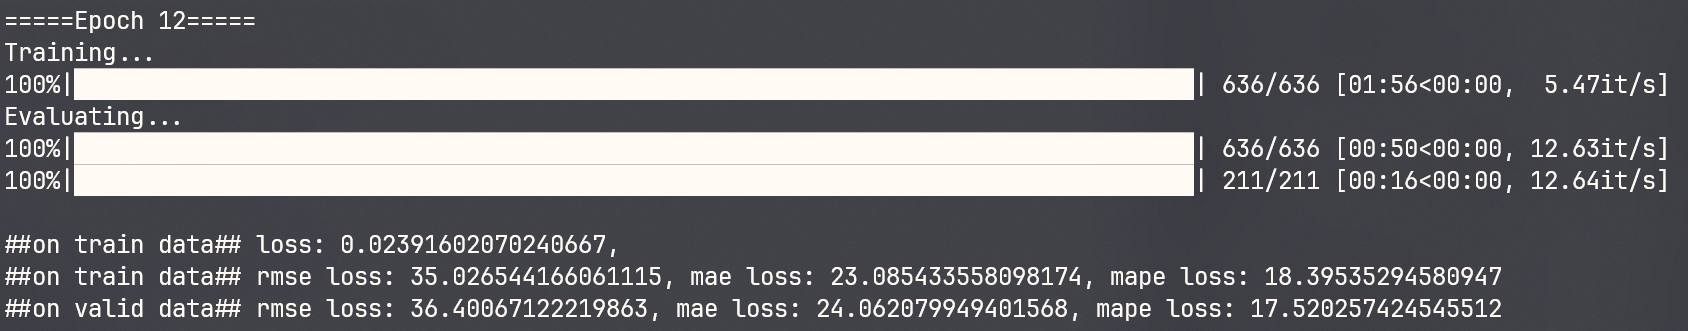 =====Epoch 12=====
Training...
100%|██████████| 636/636 [01:56<00:00,  5.47it/s]
Evaluating...
100%|██████████| 636/636 [00:50<00:00, 12.63it/s]
100%|██████████| 211/211 [00:16<00:00, 12.64it/s]
##on train data## loss: 0.02391602070240667,
##on train data## rmse loss: 35.026544166061115, mae loss: 23.085433558098174, mape loss: 18.39535294580947
##on valid data## rmse loss: 36.40067122219863, mae loss: 24.062079949401568, mape loss: 17.520257424545512